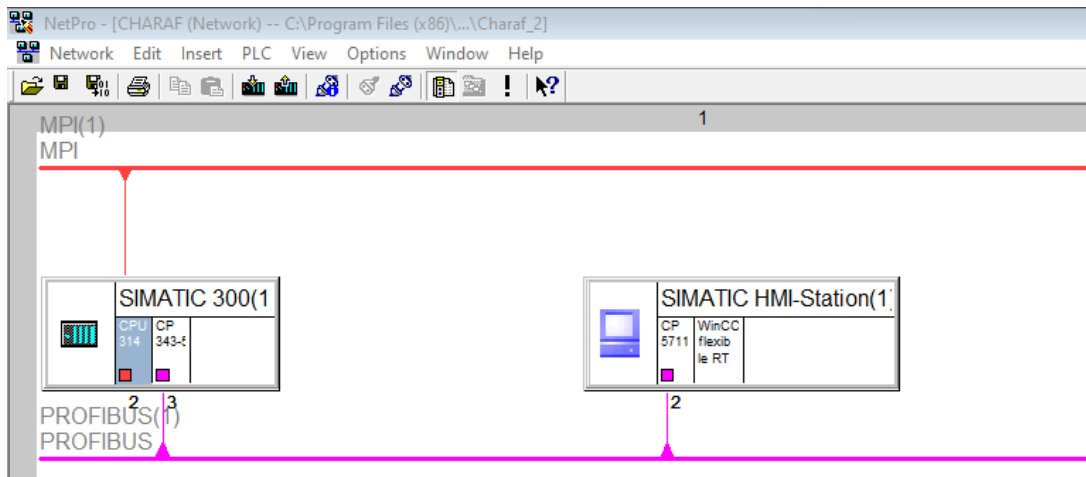 NetPro - [CHARAF (Network) -- C:\Program Files (x86)\...\Charaf_2]
Network Edit Insert PLC View Options Window Help
MPI(1)
1
MPI
SIMATIC 300(1
CPU
314
CP
343-5
2
3
SIMATIC HMI-Station(1)
CP
5711
WinCC
flexib
le RT
2
PROFIBUS(1)
PROFIBUS